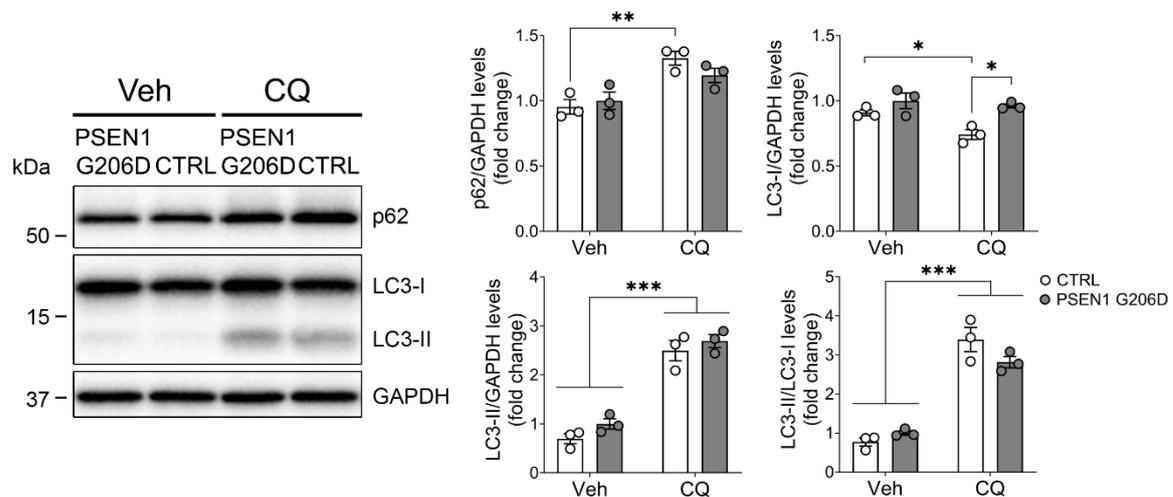 Veh CQ
PSEN1 PSEN1
kDa G206D CTRL G206D CTRL
p62
50
LC3-I
15
LC3-II
37
GAPDH
p62/GAPDH levels
(fold change)
1.5
1.0
0.5
0.0
**
Veh CQ
LC3-I/GAPDH levels
(fold change)
1.5
1.0
0.5
0.0
*
*
Veh CQ
LC3-II/GAPDH levels
(fold change)
4
3
2
1
0
***
Veh CQ
LC3-II/LC3-I levels
(fold change)
5
4
3
2
1
0
***
Veh CQ
CTRL
PSEN1 G206D